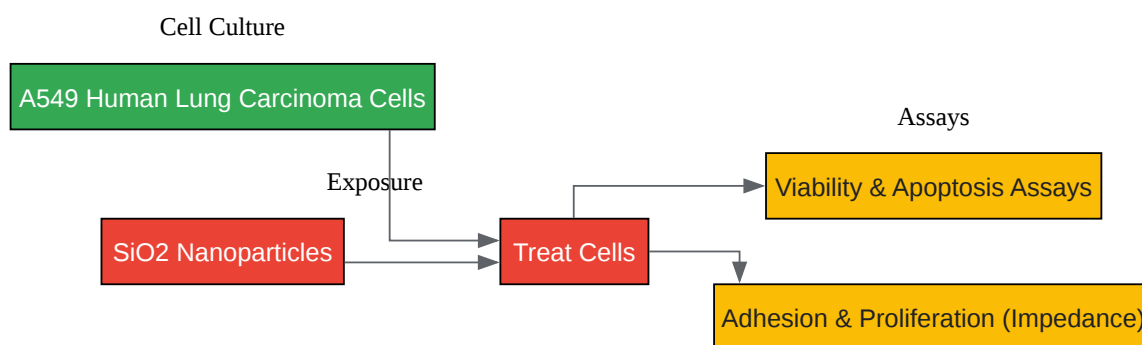 Cell Culture
A549 Human Lung Carcinoma Cells
Exposure
SiO2 Nanoparticles
Treat Cells
Assays
Viability & Apoptosis Assays
Adhesion & Proliferation (Impedance)